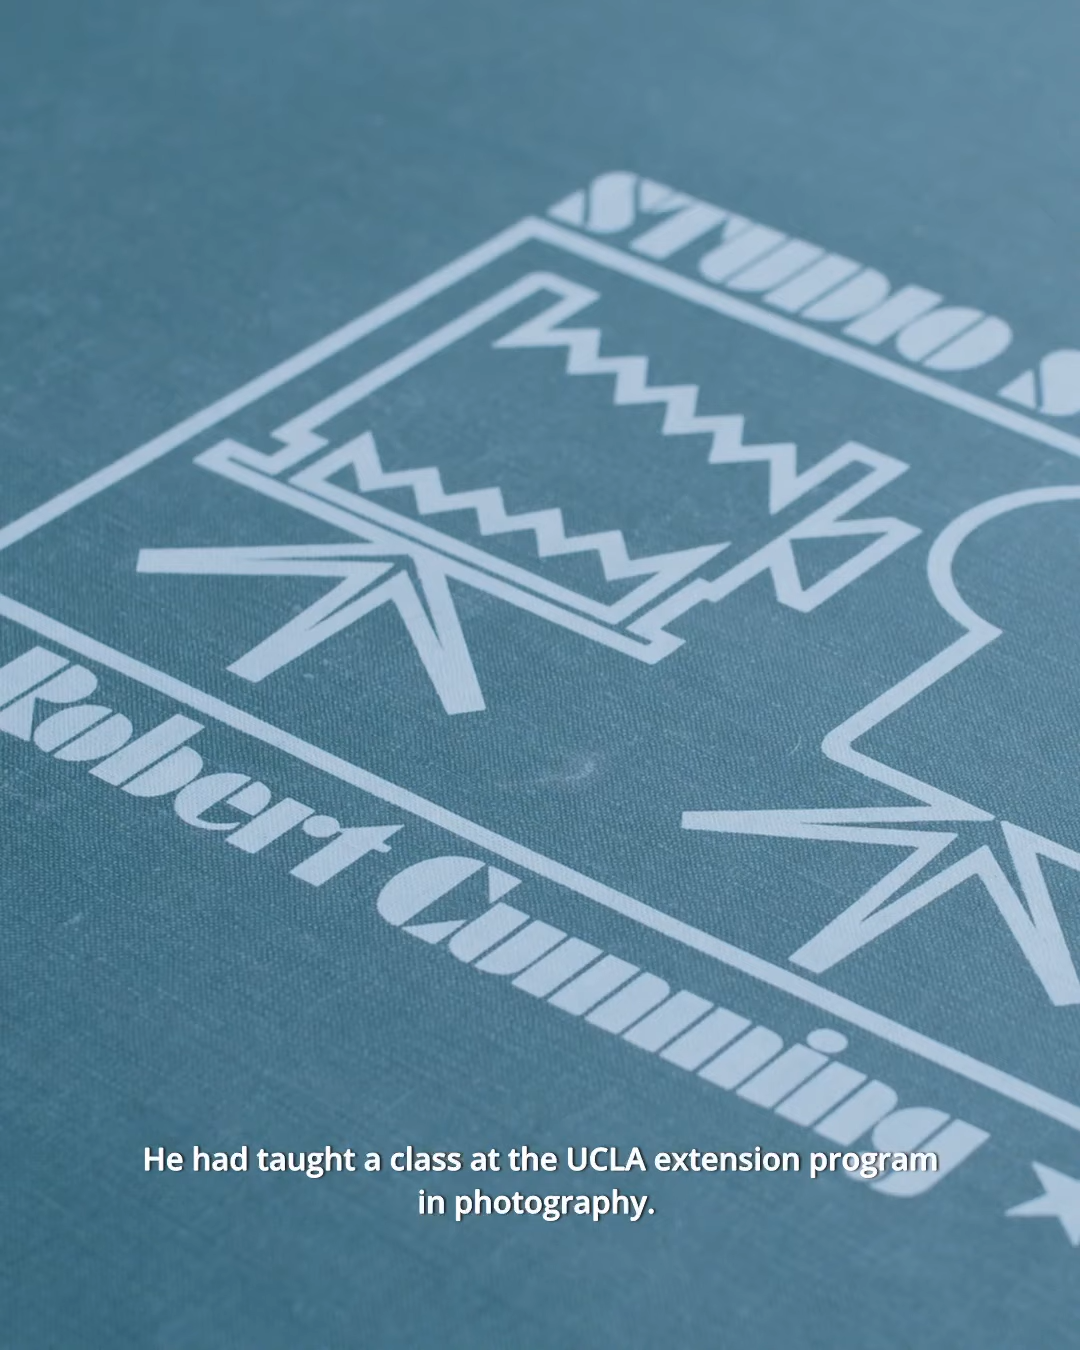 STUDIO S
Robert Cumming
He had taught a class at the UCLA extension program
in photography.